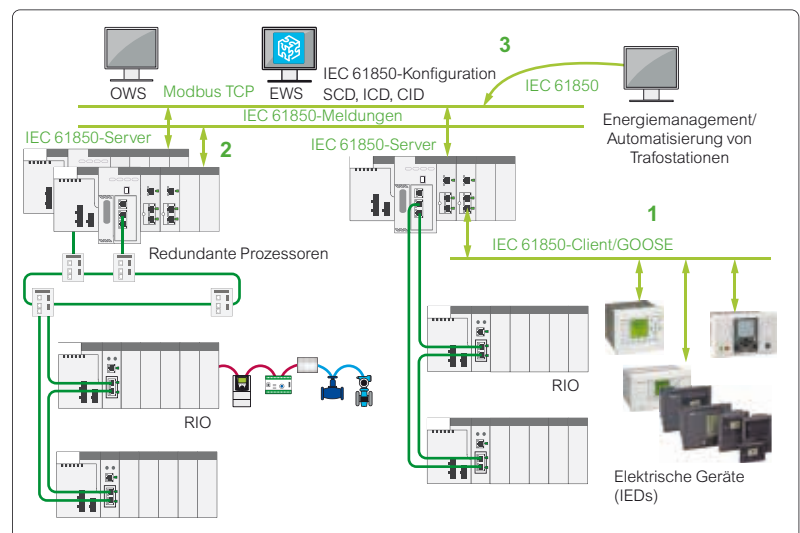 3
OWS
Modbus TCP
EWS
IEC 61850-Konfiguration
SCD, ICD, CID
IEC 61850
Energiemanagement/
Automatisierung von
Trafostationen
IEC 61850-Meldungen
IEC 61850-Server
2
IEC 61850-Server
1
Redundante Prozessoren
IEC 61850-Client/GOOSE
RIO
RIO
Elektrische Geräte
(IEDs)